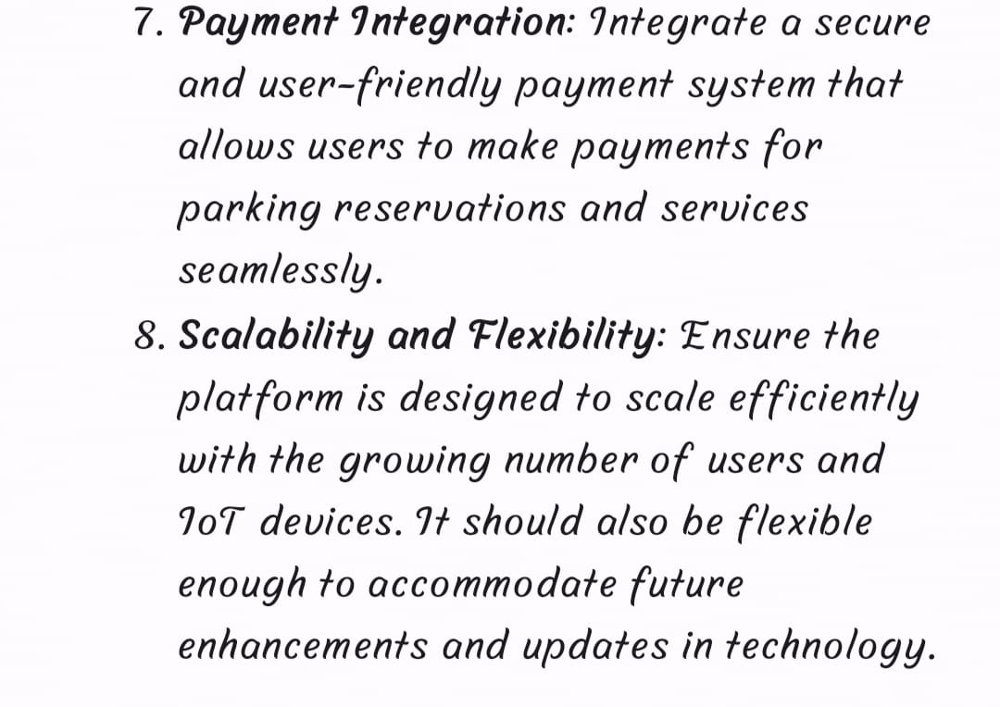 7. Payment Integration: Integrate a secure
and user-friendly payment system that
allows users to make payments for
parking reservations and services
seamlessly.
8. Scalability and Flexibility: Ensure the
platform is designed to scale efficiently
with the growing number of users and
IoT devices. It should also be flexible
enough to accommodate future
enhancements and updates in technology.